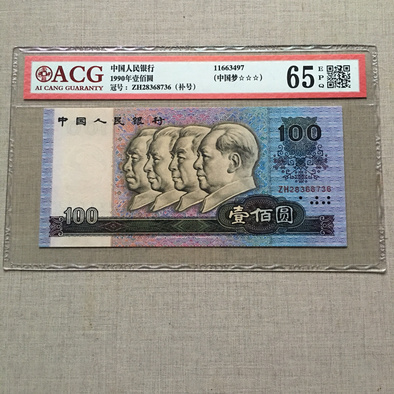 ACG
AI CANG GUARANTY
中国人民银行
1990年壹佰圆
冠号：ZH28368736（补号）
11663497
（中国梦☆☆☆）
65
EPQ
中国人民银行
100
ZH28368736
100
壹佰圆